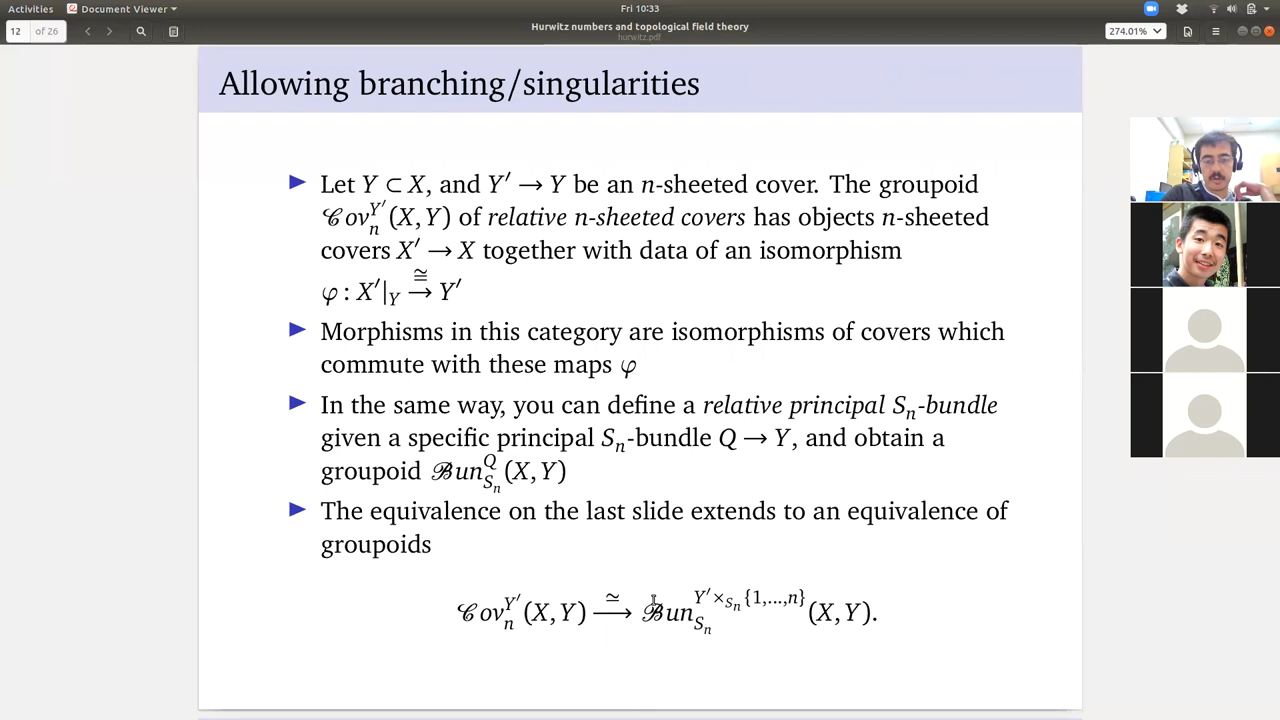 Activities
Document Viewer
Fri 10:33
12
of 26
Hurwitz numbers and topological field theory
hurwitz.pdf
274.01%
Allowing branching/singularities
Let Y ⊂ X, and Y′ → Y be an n-sheeted cover. The groupoid
𝒞ov_n^{Y′}(X,Y) of relative n-sheeted covers has objects n-sheeted
covers X′ → X together with data of an isomorphism
φ : X′|_Y ≅→ Y′
Morphisms in this category are isomorphisms of covers which
commute with these maps φ
In the same way, you can define a relative principal S_n-bundle
given a specific principal S_n-bundle Q → Y, and obtain a
groupoid ℬun_{S_n}^Q(X,Y)
The equivalence on the last slide extends to an equivalence of
groupoids
𝒞ov_n^{Y′}(X,Y) ≃⟶ ℬun_{S_n}^{Y′×_{S_n}{1,...,n}}(X,Y).